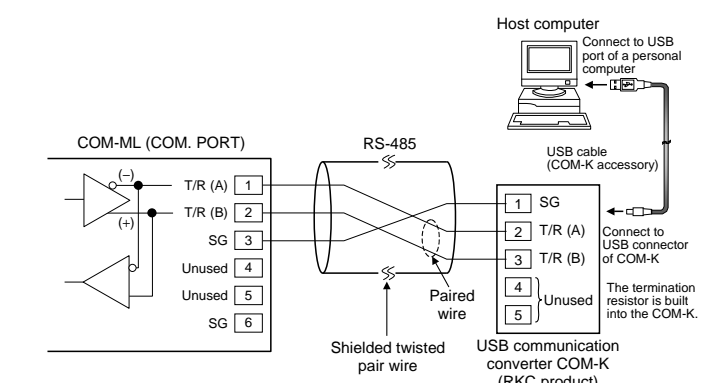 Host computer
Connect to USB
port of a personal
computer
COM-ML (COM. PORT)
RS-485
USB cable
(COM-K accessory)
(−)
T/R (A) 1
T/R (B) 2
(+)
SG 3
Unused 4
Unused 5
SG 6
1 SG
2 T/R (A)
3 T/R (B)
4
5
Unused
Connect to
USB connector
of COM-K
The termination
resistor is built
into the COM-K.
Paired
wire
Shielded twisted
pair wire
USB communication
converter COM-K
(RKC product)